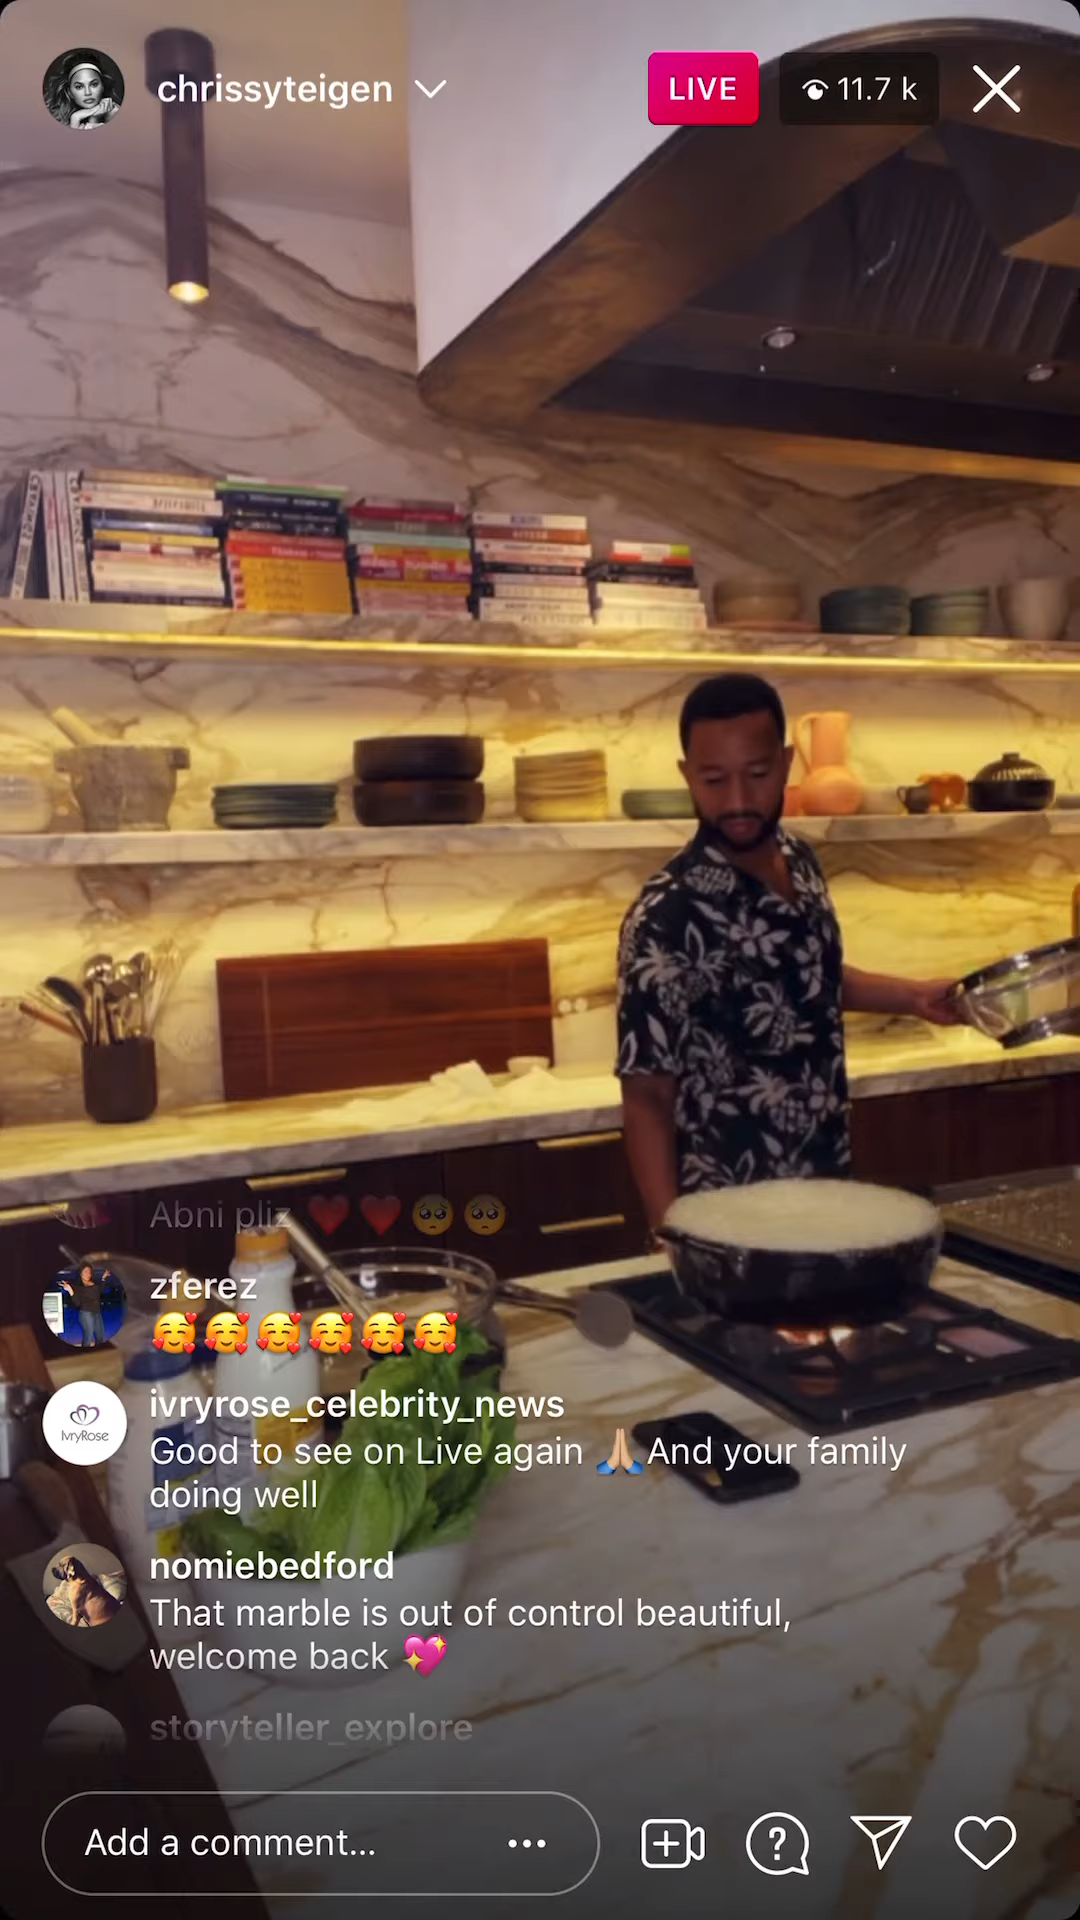 chrissyteigen
LIVE
11.7 k
Abni pliz ❤️❤️🥺🥺
zferez
🥰🥰🥰🥰🥰🥰
IvryRose
ivryrose_celebrity_news
Good to see on Live again 🙏🏼And your family
doing well
nomiebedford
That marble is out of control beautiful,
welcome back 💖
storyteller_explore
Add a comment...